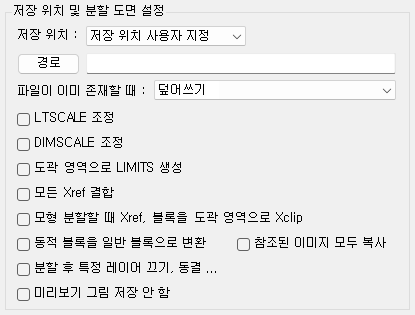 저장 위치 및 분할 도면 설정
저장 위치 : 저장 위치 사용자 지정
경로
파일이 이미 존재할 때 : 덮어쓰기
LTSCALE 조정
DIMSCALE 조정
도곽 영역으로 LIMITS 생성
모든 Xref 결합
모형 분할할 때 Xref, 블록을 도곽 영역으로 Xclip
동적 블록을 일반 블록으로 변환 참조된 이미지 모두 복사
분할 후 특정 레이어 끄기, 동결 ...
미리보기 그림 저장 안 함